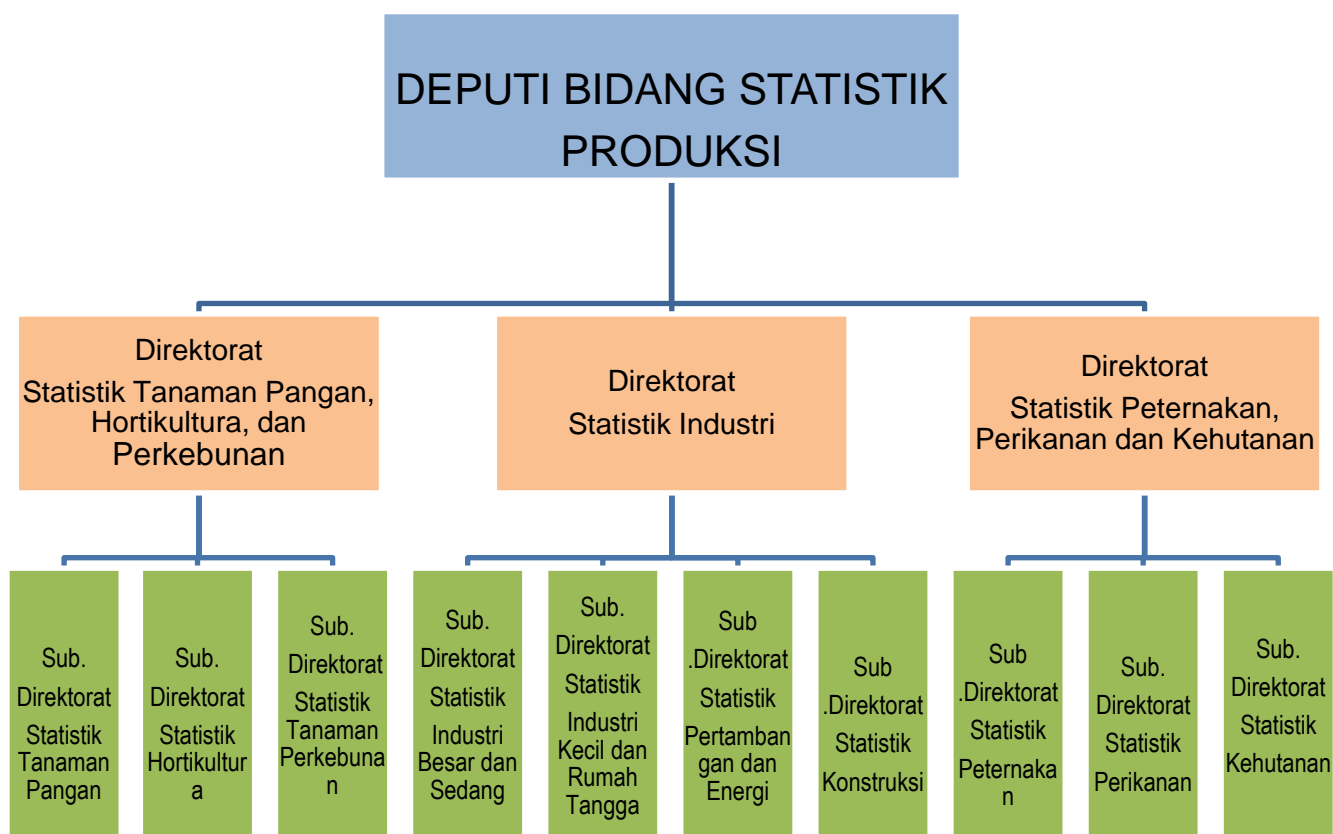 DEPUTI BIDANG STATISTIK
PRODUKSI
Direktorat
Statistik Tanaman Pangan,
Hortikultura, dan
Perkebunan
Direktorat
Statistik Industri
Direktorat
Statistik Peternakan,
Perikanan dan Kehutanan
Sub.
Direktorat
Statistik
Tanaman
Pangan
Sub.
Direktorat
Statistik
Hortikultur
a
Sub.
Direktorat
Statistik
Tanaman
Perkebuna
n
Sub.
Direktorat
Statistik
Industri
Besar dan
Sedang
Sub.
Direktorat
Statistik
Industri
Kecil dan
Rumah
Tangga
Sub
.Direktorat
Statistik
Pertamban
gan dan
Energi
Sub
.Direktorat
Statistik
Konstruksi
Sub
.Direktorat
Statistik
Peternaka
n
Sub.
Direktorat
Statistik
Perikanan
Sub.
Direktorat
Statistik
Kehutanan